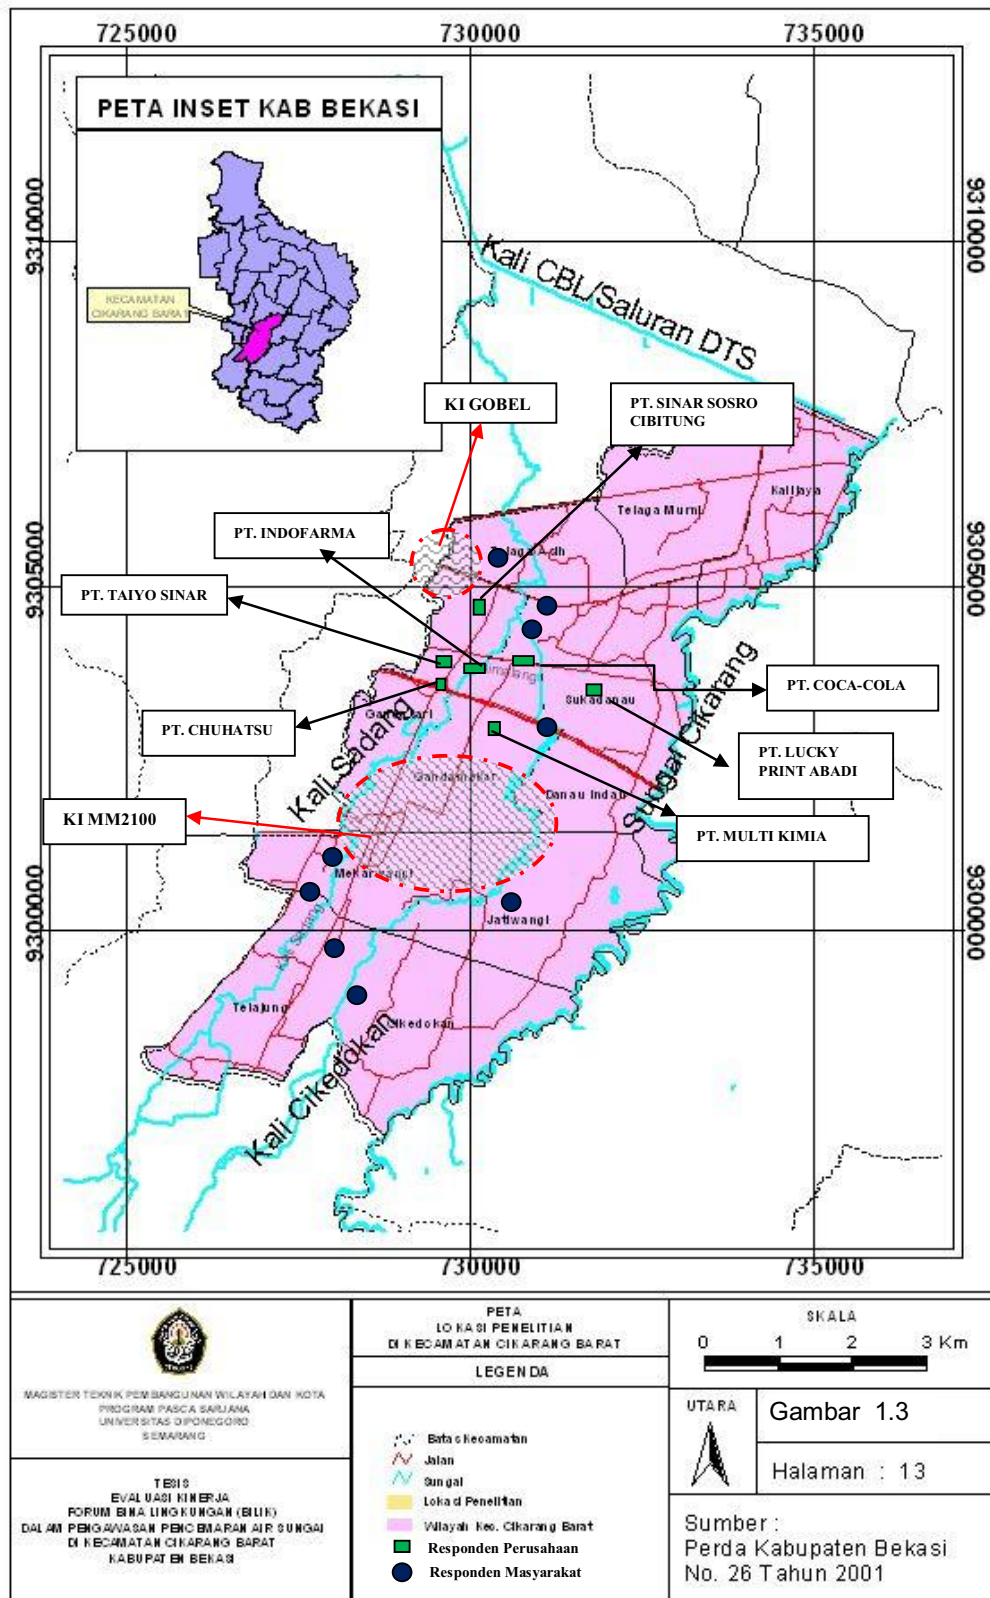 725000
730000
735000
PETA INSET KAB BEKASI
KECAMATAN
CIKARANG BARAT
9310000
9310000
Kali CBL/Saluran DTS
KI GOBEL
PT. SINAR SOSRO
CIBITUNG
Kalijaya
Telaga Murni
PT. INDOFARMA
Telaga Asih
PT. TAIYO SINAR
9305000
9305000
Sukadanau
PT. COCA-COLA
PT. CHUHATSU
Kali Sadang
Sungai Cikarang
PT. LUCKY
PRINT ABADI
Gandamekar
Danau Indah
KI MM2100
PT. MULTI KIMIA
Mekarwangi
Jatiwangi
9300000
9300000
Kali Sadang
Telajung
Cikedokan
Kali Cikedokan
725000
730000
735000
MAGISTER TEKNIK PEMBANGUNAN WILAYAH DAN KOTA
PROGRAM PASCA SARJANA
UNIVERSITAS DIPONEGORO
SEMARANG
TESIS
EVALUASI KINERJA
FORUM BINA LINGKUNGAN (BILIK)
DALAM PENGAWASAN PENCEMARAN AIR SUNGAI
DI KECAMATAN CIKARANG BARAT
KABUPATEN BEKASI
PETA
LOKASI PENELITIAN
DI KECAMATAN CIKARANG BARAT
LEGENDA
Batas Kecamatan
Jalan
Sungai
Lokasi Penelitian
Wilayah Kec. Cikarang Barat
Responden Perusahaan
Responden Masyarakat
SKALA
0 1 2 3 Km
UTARA
Gambar 1.3
Halaman : 13
Sumber :
Perda Kabupaten Bekasi
No. 26 Tahun 2001